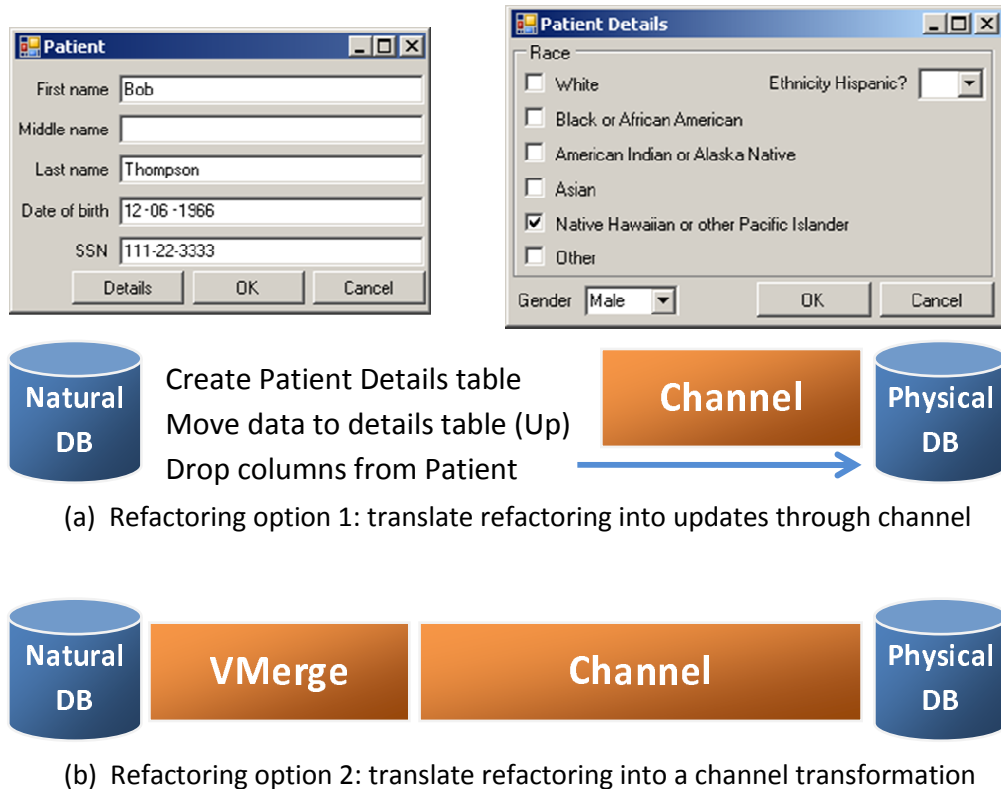 Patient
First name Bob
Middle name
Last name Thompson
Date of birth 12-06-1966
SSN 111-22-3333
Details OK Cancel
Patient Details
Race
White Ethnicity Hispanic?
Black or African American
American Indian or Alaska Native
Asian
Native Hawaiian or other Pacific Islander
Other
Gender Male OK Cancel
Natural
DB
Create Patient Details table
Move data to details table (Up)
Drop columns from Patient
Channel
Physical
DB
(a) Refactoring option 1: translate refactoring into updates through channel
Natural
DB
VMerge
Channel
Physical
DB
(b) Refactoring option 2: translate refactoring into a channel transformation